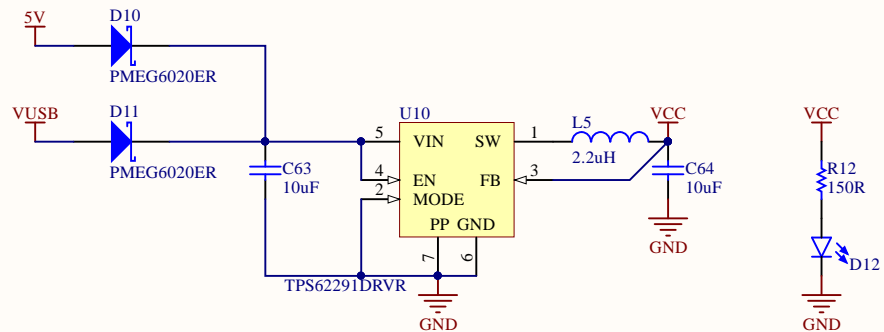 5V
D10
PMEG6020ER
VUSB
D11
PMEG6020ER
C63
10uF
U10
5
VIN
SW
1
4
EN
FB
3
2
MODE
PP
GND
7
6
TPS62291DRVR
GND
L5
2.2uH
VCC
C64
10uF
GND
VCC
R12
150R
D12
GND